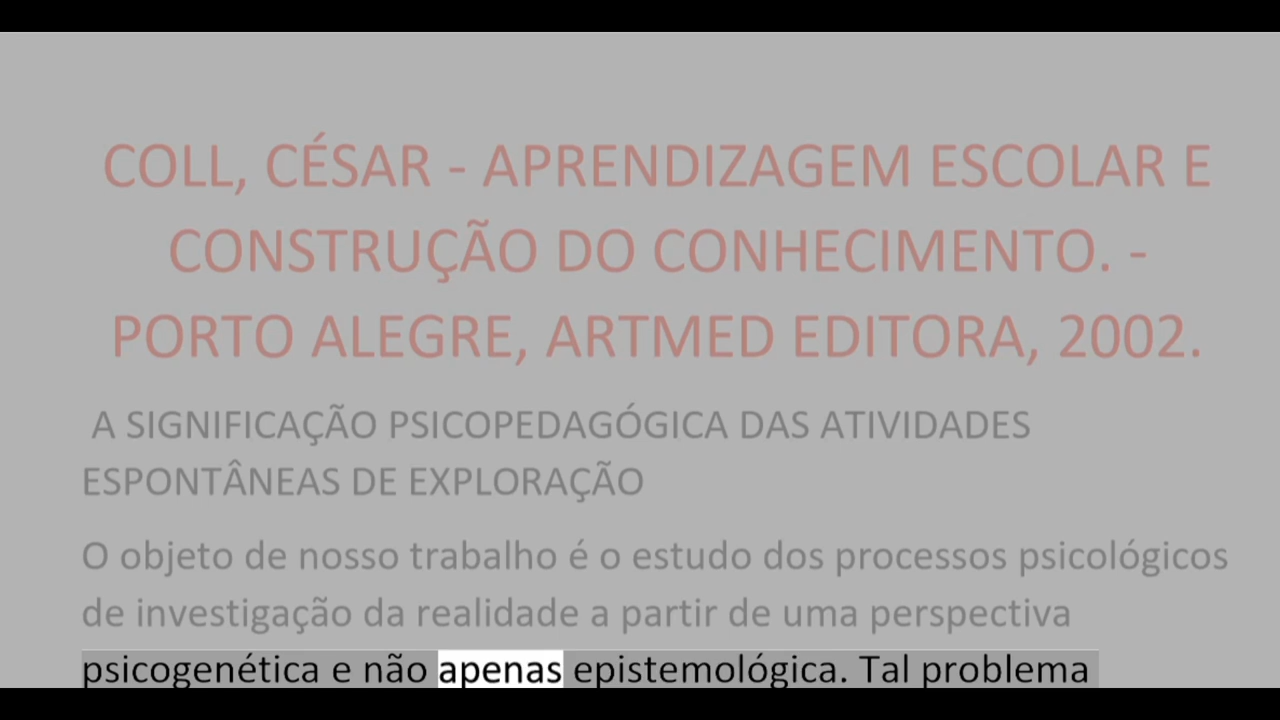 COLL, CÉSAR - APRENDIZAGEM ESCOLAR E
CONSTRUÇÃO DO CONHECIMENTO. -
PORTO ALEGRE, ARTMED EDITORA, 2002.
A SIGNIFICAÇÃO PSICOPEDAGÓGICA DAS ATIVIDADES
ESPONTÂNEAS DE EXPLORAÇÃO
O objeto de nosso trabalho é o estudo dos processos psicológicos
de investigação da realidade a partir de uma perspectiva
psicogenética e não apenas epistemológica. Tal problema